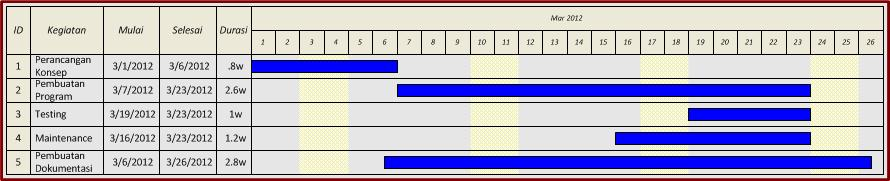 ID Kegiatan Mulai Selesai Durasi Mar 2012
1 2 3 4 5 6 7 8 9 10 11 12 13 14 15 16 17 18 19 20 21 22 23 24 25 26
1 Perancangan Konsep 3/1/2012 3/6/2012 .8w
2 Pembuatan Program 3/7/2012 3/23/2012 2.6w
3 Testing 3/19/2012 3/23/2012 1w
4 Maintenance 3/16/2012 3/23/2012 1.2w
5 Pembuatan Dokumentasi 3/6/2012 3/26/2012 2.8w